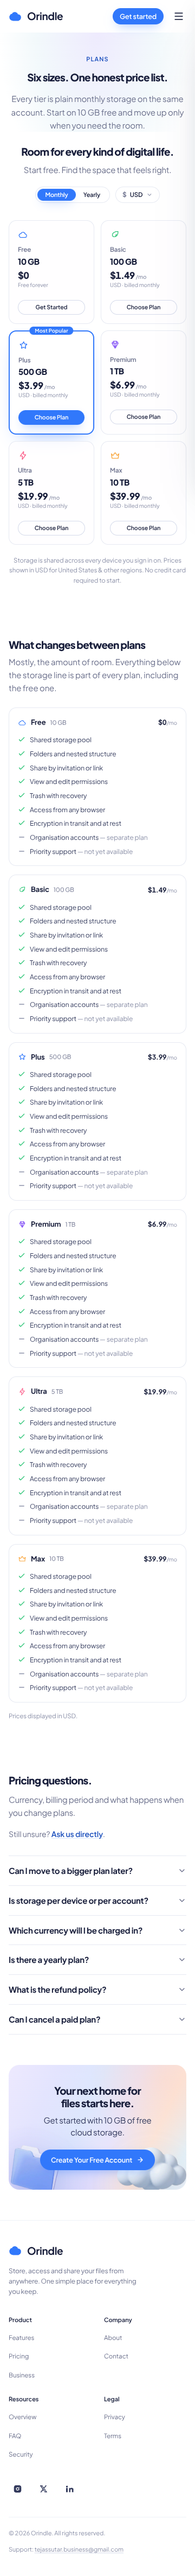 Orindle
Get started
PLANS
Six sizes. One honest price list.
Every tier is plain monthly storage on the same
account. Start on 10 GB free and move up only
when you need the room.
Room for every kind of digital life.
Start free. Find the space that feels right.
Monthly
Yearly
$ USD
Free
10 GB
$0
Free forever
Get Started
Basic
100 GB
$1.49 /mo
USD · billed monthly
Choose Plan
Most Popular
Plus
500 GB
$3.99 /mo
USD · billed monthly
Choose Plan
Premium
1 TB
$6.99 /mo
USD · billed monthly
Choose Plan
Ultra
5 TB
$19.99 /mo
USD · billed monthly
Choose Plan
Max
10 TB
$39.99 /mo
USD · billed monthly
Choose Plan
Storage is shared across every device you sign in on. Prices
shown in USD for United States & other regions. No credit card
required to start.
What changes between plans
Mostly, the amount of room. Everything below
the storage line is part of every plan, including
the free one.
Free 10 GB $0/mo
Shared storage pool
Folders and nested structure
Share by invitation or link
View and edit permissions
Trash with recovery
Access from any browser
Encryption in transit and at rest
Organisation accounts — separate plan
Priority support — not yet available
Basic 100 GB $1.49/mo
Shared storage pool
Folders and nested structure
Share by invitation or link
View and edit permissions
Trash with recovery
Access from any browser
Encryption in transit and at rest
Organisation accounts — separate plan
Priority support — not yet available
Plus 500 GB $3.99/mo
Shared storage pool
Folders and nested structure
Share by invitation or link
View and edit permissions
Trash with recovery
Access from any browser
Encryption in transit and at rest
Organisation accounts — separate plan
Priority support — not yet available
Premium 1 TB $6.99/mo
Shared storage pool
Folders and nested structure
Share by invitation or link
View and edit permissions
Trash with recovery
Access from any browser
Encryption in transit and at rest
Organisation accounts — separate plan
Priority support — not yet available
Ultra 5 TB $19.99/mo
Shared storage pool
Folders and nested structure
Share by invitation or link
View and edit permissions
Trash with recovery
Access from any browser
Encryption in transit and at rest
Organisation accounts — separate plan
Priority support — not yet available
Max 10 TB $39.99/mo
Shared storage pool
Folders and nested structure
Share by invitation or link
View and edit permissions
Trash with recovery
Access from any browser
Encryption in transit and at rest
Organisation accounts — separate plan
Priority support — not yet available
Prices displayed in USD.
Pricing questions.
Currency, billing period and what happens when
you change plans.
Still unsure? Ask us directly.
Can I move to a bigger plan later?
Is storage per device or per account?
Which currency will I be charged in?
Is there a yearly plan?
What is the refund policy?
Can I cancel a paid plan?
Your next home for
files starts here.
Get started with 10 GB of free
cloud storage.
Create Your Free Account →
Orindle
Store, access and share your files from
anywhere. One simple place for everything
you keep.
Product
Features
Pricing
Business
Company
About
Contact
Resources
Overview
FAQ
Security
Legal
Privacy
Terms
© 2026 Orindle. All rights reserved.
Support: tejassutar.business@gmail.com